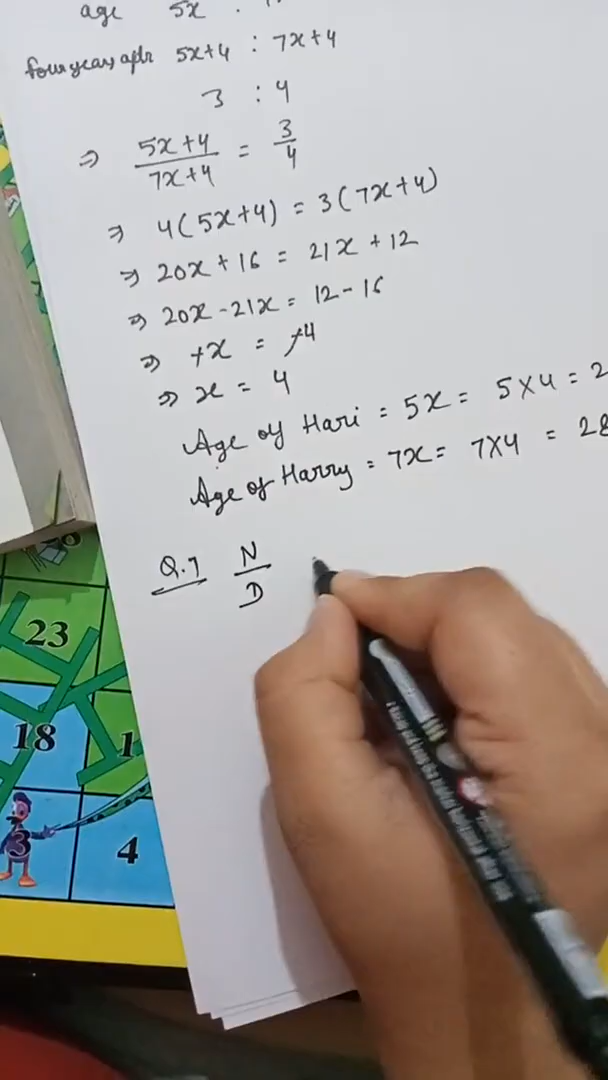 age 5x :
four years aftr 5x+4 : 7x+4
3 : 4
⇒ 5x+4/7x+4 = 3/4
⇒ 4(5x+4) = 3(7x+4)
⇒ 20x + 16 = 21x + 12
⇒ 20x - 21x = 12 - 16
⇒ +x = -4
⇒ x = 4
Age of Hari = 5x = 5×4 = 2
Age of Harry = 7x = 7×4 = 28
Q.7 N/D
23
18
1
3
4